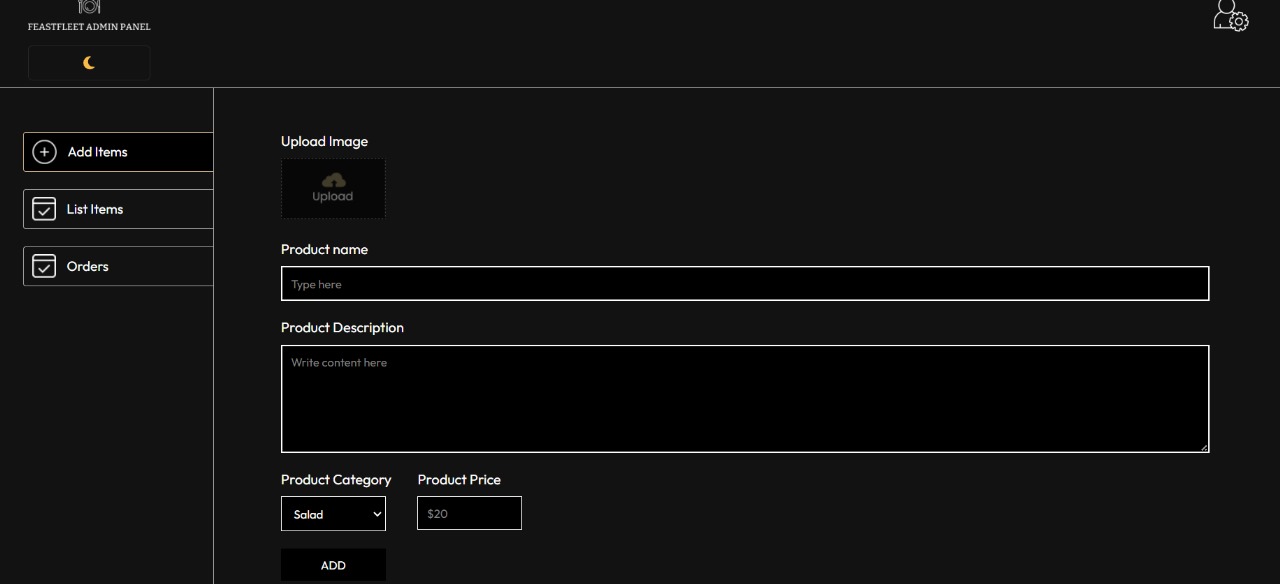 FEASTFLEET ADMIN PANEL
Add Items
List Items
Orders
Upload Image
Upload
Product name
Type here
Product Description
Write content here
Product Category
Product Price
Salad
$20
ADD